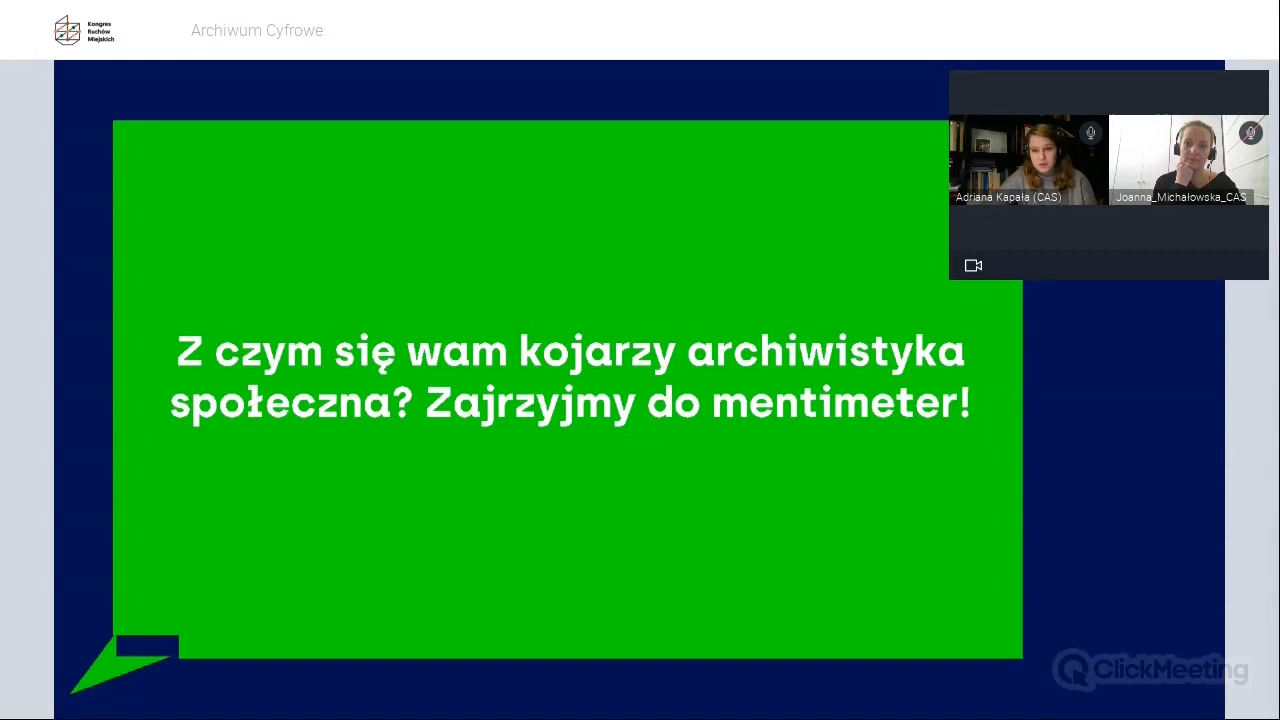 Kongres
Ruchów
Miejskich
Archiwum Cyfrowe
Adriana Kapała (CAS)
Joanna_Michałowska_CAS
Z czym się wam kojarzy archiwistyka
społeczna? Zajrzyjmy do mentimeter!
ClickMeeting